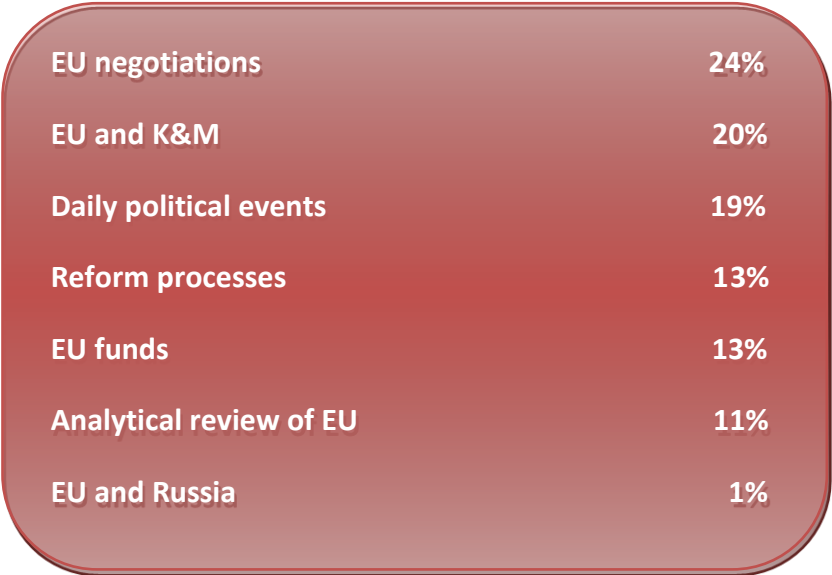 EU negotiations 24%
EU and K&M 20%
Daily political events 19%
Reform processes 13%
EU funds 13%
Analytical review of EU 11%
EU and Russia 1%